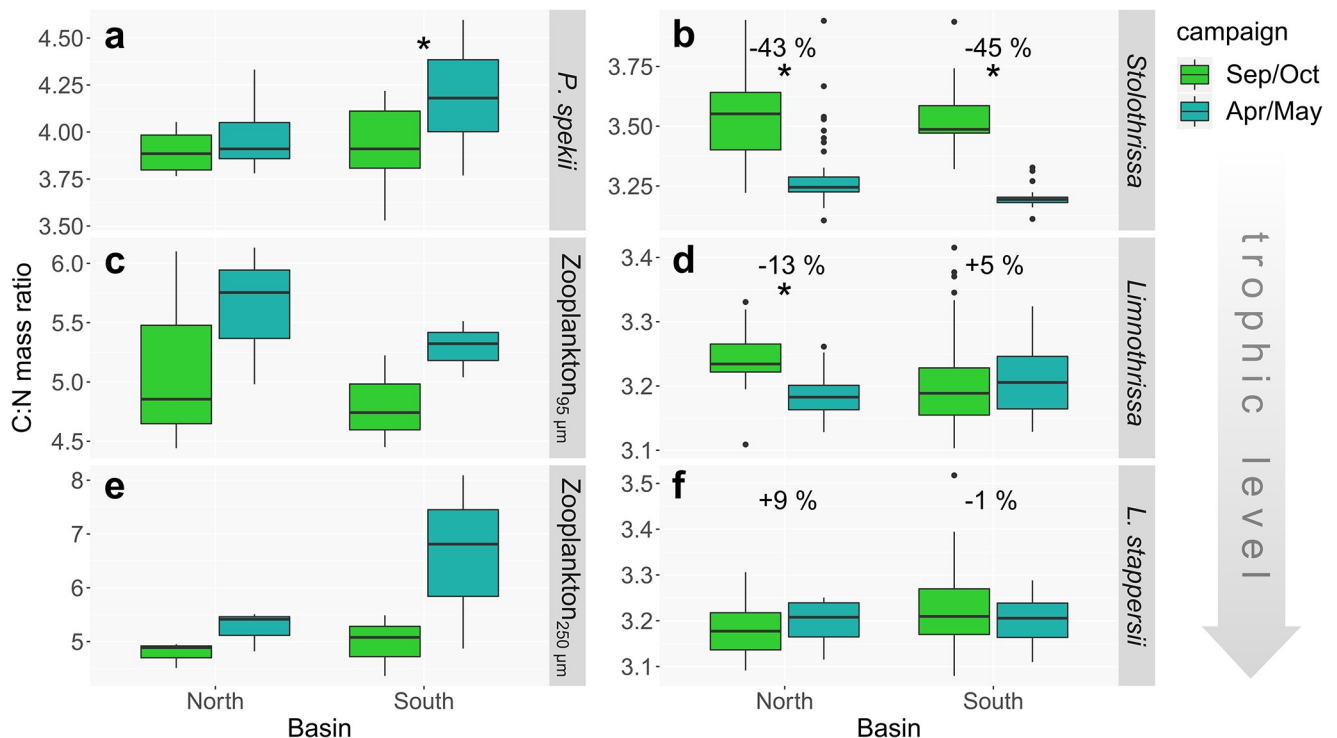 C:N mass ratio
a
*
4.50
4.25
4.00
3.75
3.50
P. spekii
b
-43 %
*
-45 %
*
3.75
3.50
3.25
Stolothrissa
c
6.0
5.5
5.0
4.5
Zooplankton95 µm
d
-13 %
*
+5 %
3.4
3.3
3.2
3.1
Limnothrissa
e
8
7
6
5
Zooplankton250 µm
f
+9 %
-1 %
3.5
3.4
3.3
3.2
3.1
L. stappersii
North
South
Basin
North
South
Basin
campaign
Sep/Oct
Apr/May
trophic level